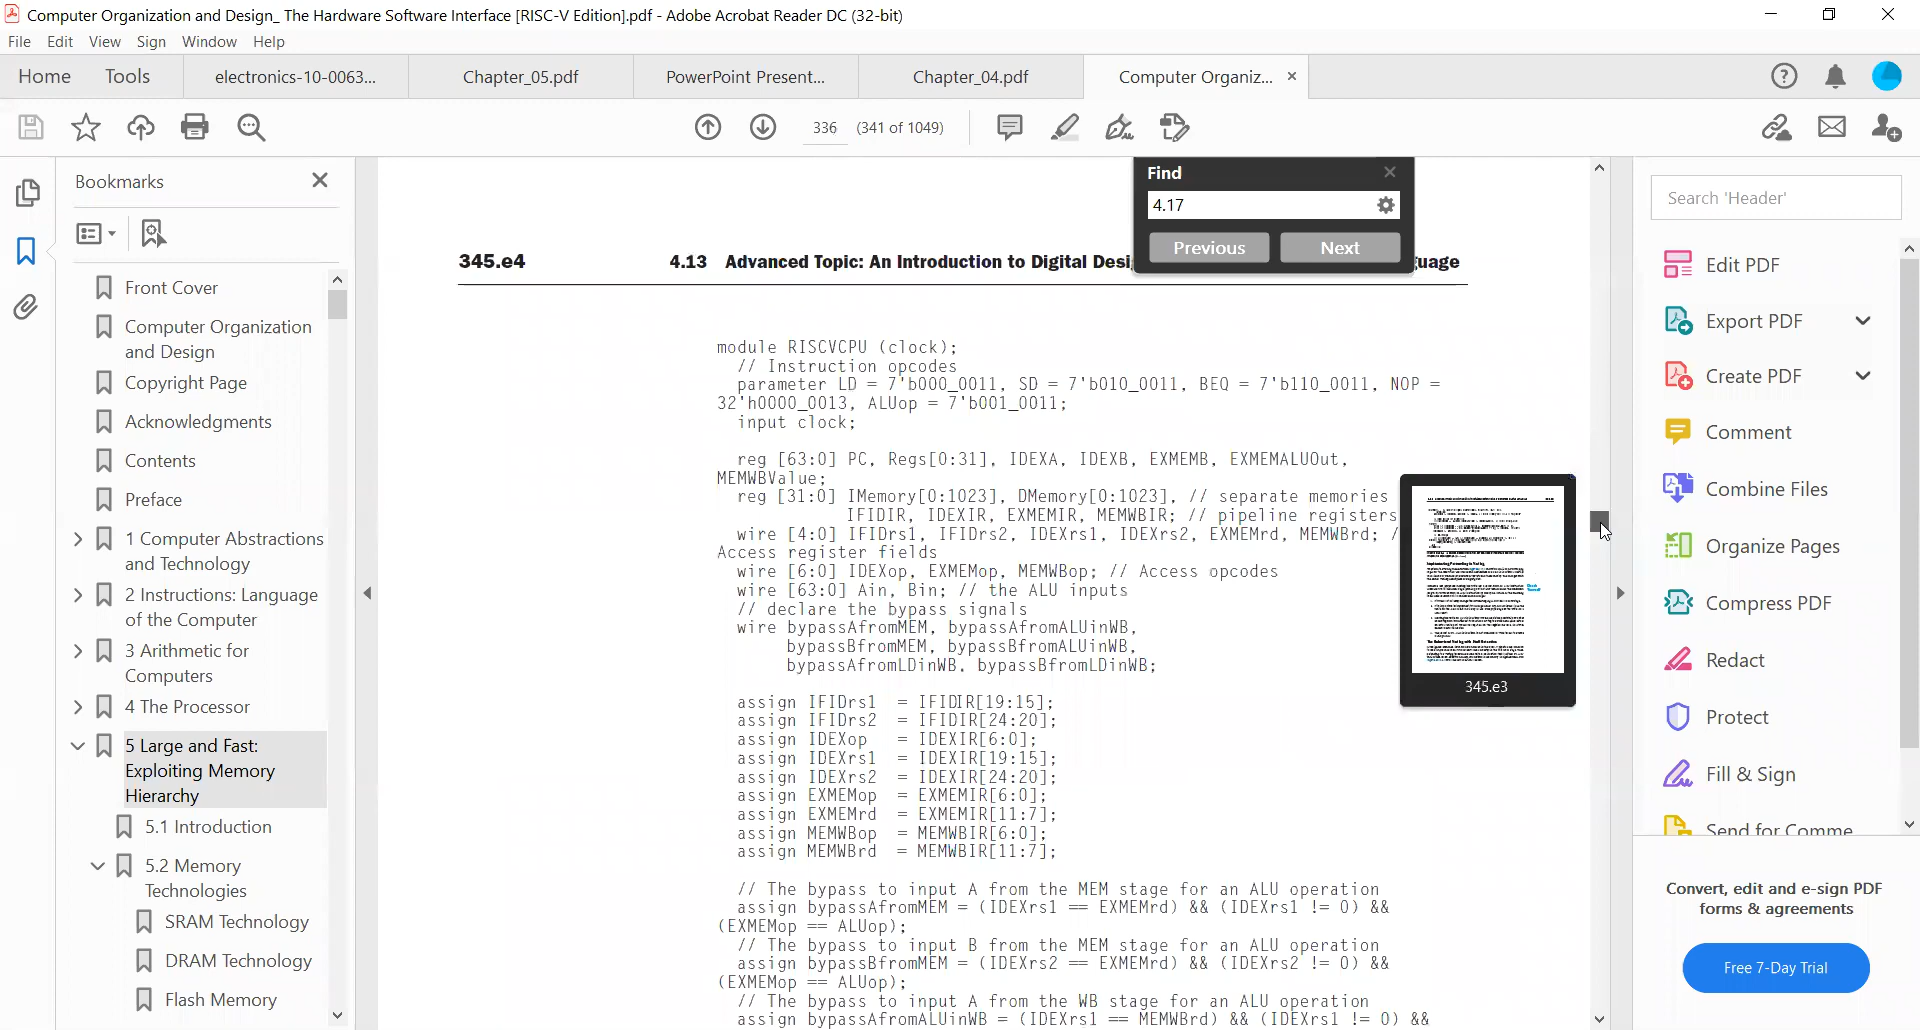 Computer Organization and Design_ The Hardware Software Interface [RISC-V Edition].pdf - Adobe Acrobat Reader DC (32-bit)
File Edit View Sign Window Help
Home Tools electronics-10-0063... Chapter_05.pdf PowerPoint Present... Chapter_04.pdf Computer Organiz...
336 (341 of 1049)
Bookmarks
Front Cover
Computer Organization
and Design
Copyright Page
Acknowledgments
Contents
Preface
1 Computer Abstractions
and Technology
2 Instructions: Language
of the Computer
3 Arithmetic for
Computers
4 The Processor
5 Large and Fast:
Exploiting Memory
Hierarchy
5.1 Introduction
5.2 Memory
Technologies
SRAM Technology
DRAM Technology
Flash Memory
Find
4.17
Previous Next
345.e4 4.13 Advanced Topic: An Introduction to Digital Desi uage
module RISCVCPU (clock);
// Instruction opcodes
parameter LD = 7'b000_0011, SD = 7'b010_0011, BEQ = 7'b110_0011, NOP =
32'h0000_0013, ALUop = 7'b001_0011;
input clock;
reg [63:0] PC, Regs[0:31], IDEXA, IDEXB, EXMEMB, EXMEMALUOut,
MEMWBValue;
reg [31:0] IMemory[0:1023], DMemory[0:1023], // separate memories
IFIDIR, IDEXIR, EXMEMIR, MEMWBIR; // pipeline registers
wire [4:0] IFIDrs1, IFIDrs2, IDEXrs1, IDEXrs2, EXMEMrd, MEMWBrd; /
Access register fields
wire [6:0] IDEXop, EXMEMop, MEMWBop; // Access opcodes
wire [63:0] Ain, Bin; // the ALU inputs
// declare the bypass signals
wire bypassAfromMEM, bypassAfromALUinWB,
bypassBfromMEM, bypassBfromALUinWB,
bypassAfromLDinWB, bypassBfromLDinWB;
assign IFIDrs1 = IFIDIR[19:15];
assign IFIDrs2 = IFIDIR[24:20];
assign IDEXop = IDEXIR[6:0];
assign IDEXrs1 = IDEXIR[19:15];
assign IDEXrs2 = IDEXIR[24:20];
assign EXMEMop = EXMEMIR[6:0];
assign EXMEMrd = EXMEMIR[11:7];
assign MEMWBop = MEMWBIR[6:0];
assign MEMWBrd = MEMWBIR[11:7];
// The bypass to input A from the MEM stage for an ALU operation
assign bypassAfromMEM = (IDEXrs1 == EXMEMrd) && (IDEXrs1 != 0) &&
(EXMEMop == ALUop);
// The bypass to input B from the MEM stage for an ALU operation
assign bypassBfromMEM = (IDEXrs2 == EXMEMrd) && (IDEXrs2 != 0) &&
(EXMEMop == ALUop);
// The bypass to input A from the WB stage for an ALU operation
assign bypassAfromALUinWB = (IDEXrs1 == MEMWBrd) && (IDEXrs1 != 0) &&
345.e3
Search 'Header'
Edit PDF
Export PDF
Create PDF
Comment
Combine Files
Organize Pages
Compress PDF
Redact
Protect
Fill & Sign
Send for Comme
Convert, edit and e-sign PDF
forms & agreements
Free 7-Day Trial